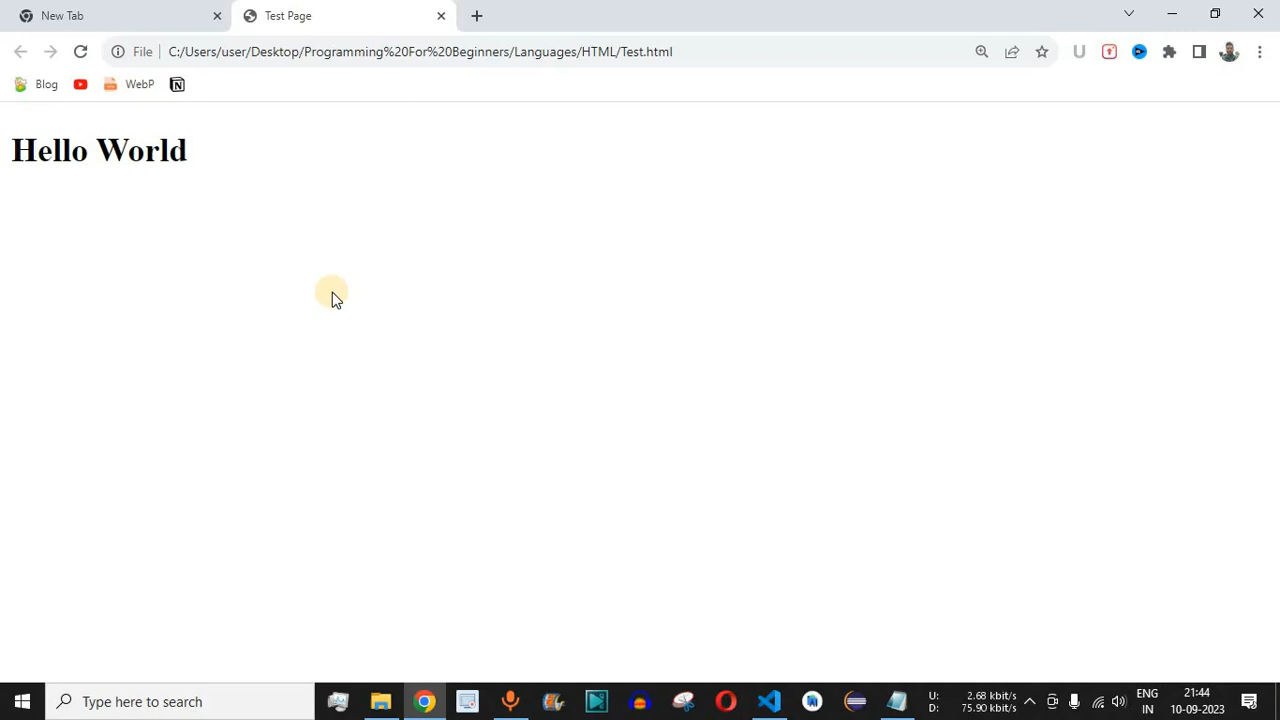 New Tab
Test Page
File
C:/Users/user/Desktop/Programming%20For%20Beginners/Languages/HTML/Test.html
Blog
WebP
Hello World
Type here to search
U: 2.68 kbit/s
D: 75.90 kbit/s
ENG
IN
21:44
10-09-2023